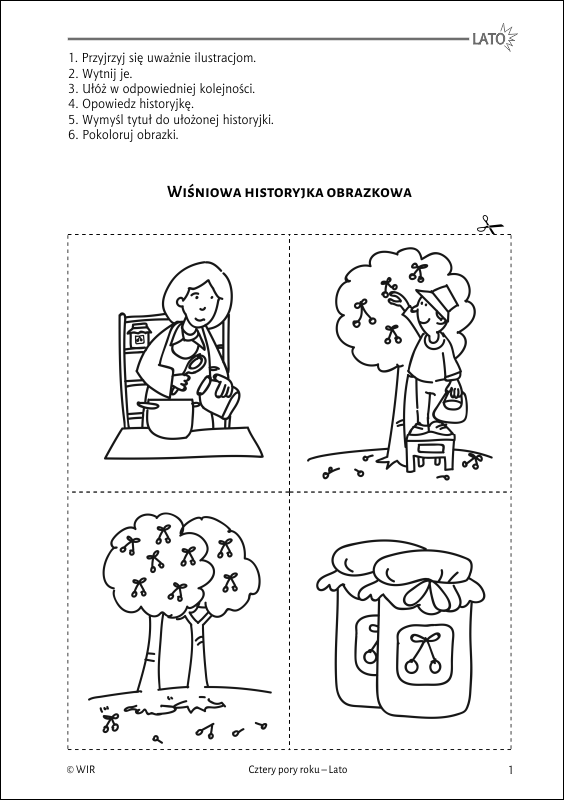 LATO
1. Przyjrzyj się uważnie ilustracjom.
2. Wytnij je.
3. Ułóż w odpowiedniej kolejności.
4. Opowiedz historyjkę.
5. Wymyśl tytuł do ułożonej historyjki.
6. Pokoloruj obrazki.
Wiśniowa historyjka obrazkowa
© WIR
Cztery pory roku – Lato
1